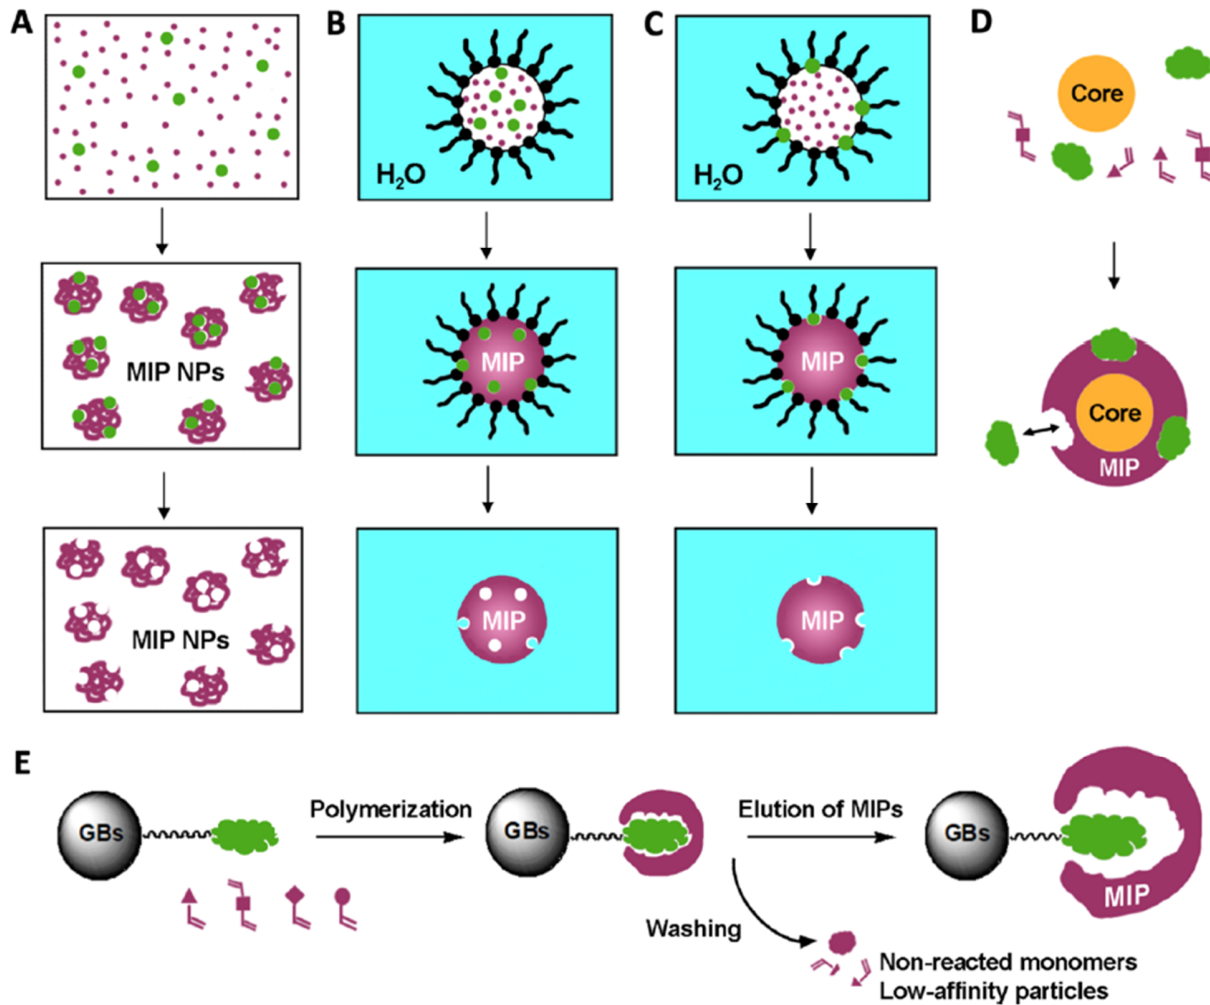 A
B
C
D
H₂O
H₂O
Core
MIP NPs
MIP
MIP
Core
MIP
MIP NPs
MIP
MIP
E
GBs
Polymerization
GBs
Elution of MIPs
GBs
MIP
Washing
Non-reacted monomers
Low-affinity particles